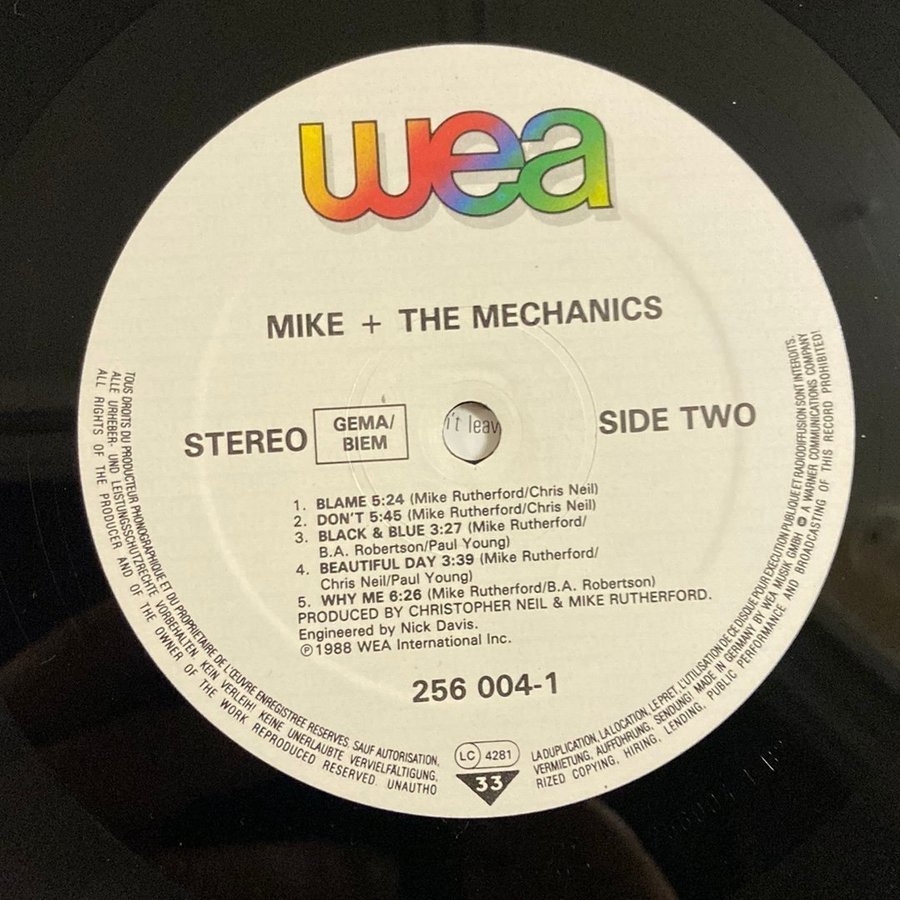 wea
MIKE + THE MECHANICS
STEREO
GEMA/
BIEM
't leav
SIDE TWO
1. BLAME 5:24 (Mike Rutherford/Chris Neil)
2. DON'T 5:45 (Mike Rutherford/Chris Neil)
3. BLACK & BLUE 3:27 (Mike Rutherford/
B.A. Robertson/Paul Young)
4. BEAUTIFUL DAY 3:39 (Mike Rutherford/
Chris Neil/Paul Young)
5. WHY ME 6:26 (Mike Rutherford/B.A. Robertson)
PRODUCED BY CHRISTOPHER NEIL & MIKE RUTHERFORD.
Engineered by Nick Davis.
℗1988 WEA International Inc.
256 004-1
LC 4281
33
TOUS DROITS DU PRODUCTEUR PHONOGRAPHIQUE ET DU PROPRIETAIRE DE L'ŒUVRE ENREGISTREE RESERVES. SAUF AUTORISATION, LA DUPLICATION, LA LOCATION, LE PRET, L'UTILISATION DE CE DISQUE POUR EXECUTION PUBLIQUE ET RADIODIFFUSION SONT INTERDITS.
ALLE URHEBER- UND LEISTUNGSSCHUTZRECHTE VORBEHALTEN. KEIN VERLEIH! KEINE UNERLAUBTE VERVIELFÄLTIGUNG, VERMIETUNG, AUFFÜHRUNG, SENDUNG! MADE IN GERMANY BY WEA MUSIK GMBH A WARNER COMMUNICATIONS COMPANY
ALL RIGHTS OF THE PRODUCER AND OF THE OWNER OF THE WORK REPRODUCED RESERVED. UNAUTHORIZED COPYING, HIRING, LENDING, PUBLIC PERFORMANCE AND BROADCASTING OF THIS RECORD PROHIBITED!